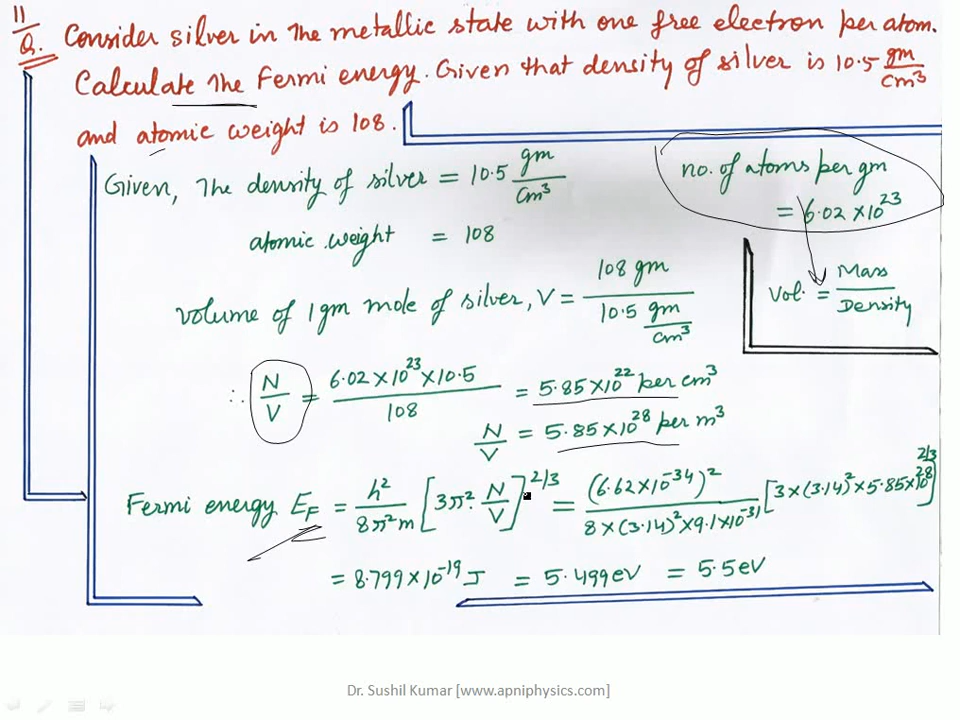 11
Q. Consider silver in the metallic state with one free electron per atom.
Calculate the Fermi energy. Given that density of silver is 10.5 gm/cm³
and atomic weight is 108.
Given, The density of silver = 10.5 gm/cm³
no. of atoms per gm
= 6.02 × 10²³
atomic weight = 108
Vol. = Mass/Density
volume of 1 gm mole of silver, V = 108 gm / 10.5 gm/cm³
∴ N/V = 6.02 × 10²³ × 10.5 / 108 = 5.85 × 10²² per cm³
N/V = 5.85 × 10²⁸ per m³
Fermi energy E_F = h²/8π²m [3π². N/V]^2/3 = (6.62 × 10⁻³⁴)² / 8 × (3.14)² × 9.1 × 10⁻³¹ [3 × (3.14)² × 5.85 × 10²⁸]^2/3
= 8.799 × 10⁻¹⁹ J = 5.499 eV = 5.5 eV
Dr. Sushil Kumar [www.apniphysics.com]